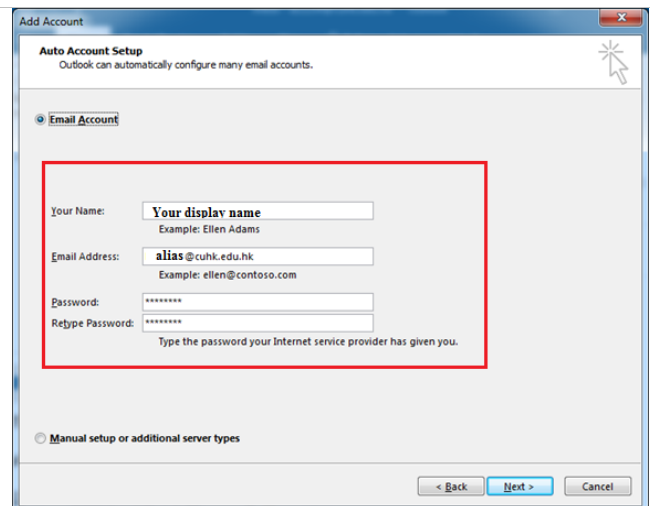 Add Account
Auto Account Setup
Outlook can automatically configure many email accounts.
Email Account
Your Name: Your display name
Example: Ellen Adams
Email Address: alias@cuhk.edu.hk
Example: ellen@contoso.com
Password: ********
Retype Password: ********
Type the password your Internet service provider has given you.
Manual setup or additional server types
< Back Next > Cancel